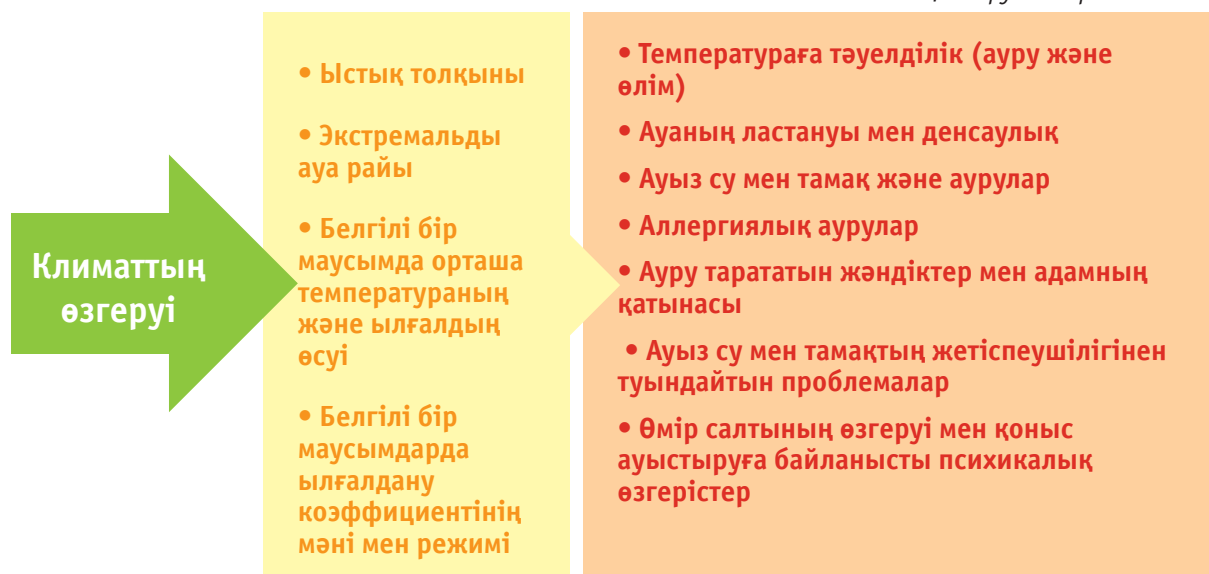 Климаттың
өзгеруі
• Ыстық толқыны
• Экстремальды
ауа райы
• Белгілі бір
маусымда орташа
температураның
және ылғалдың
өсуі
• Белгілі бір
маусымдарда
ылғалдану
коэффициентінің
мәні мен режимі
• Температураға тәуелділік (ауру және
өлім)
• Ауаның ластануы мен денсаулық
• Ауыз су мен тамақ және аурулар
• Аллергиялық аурулар
• Ауру тарататын жәндіктер мен адамның
қатынасы
• Ауыз су мен тамақтың жетіспеушілігінен
туындайтын проблемалар
• Өмір салтының өзгеруі мен қоныс
ауыстыруға байланысты психикалық
өзгерістер